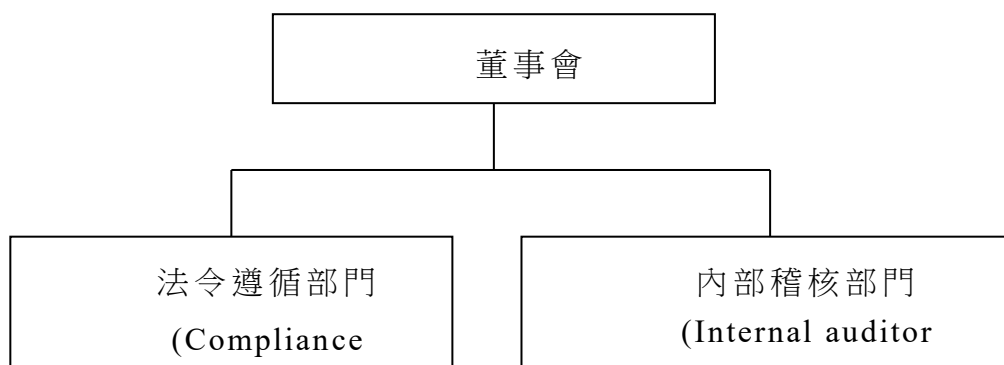 董事會
法令遵循部門
(Compliance
內部稽核部門
(Internal auditor